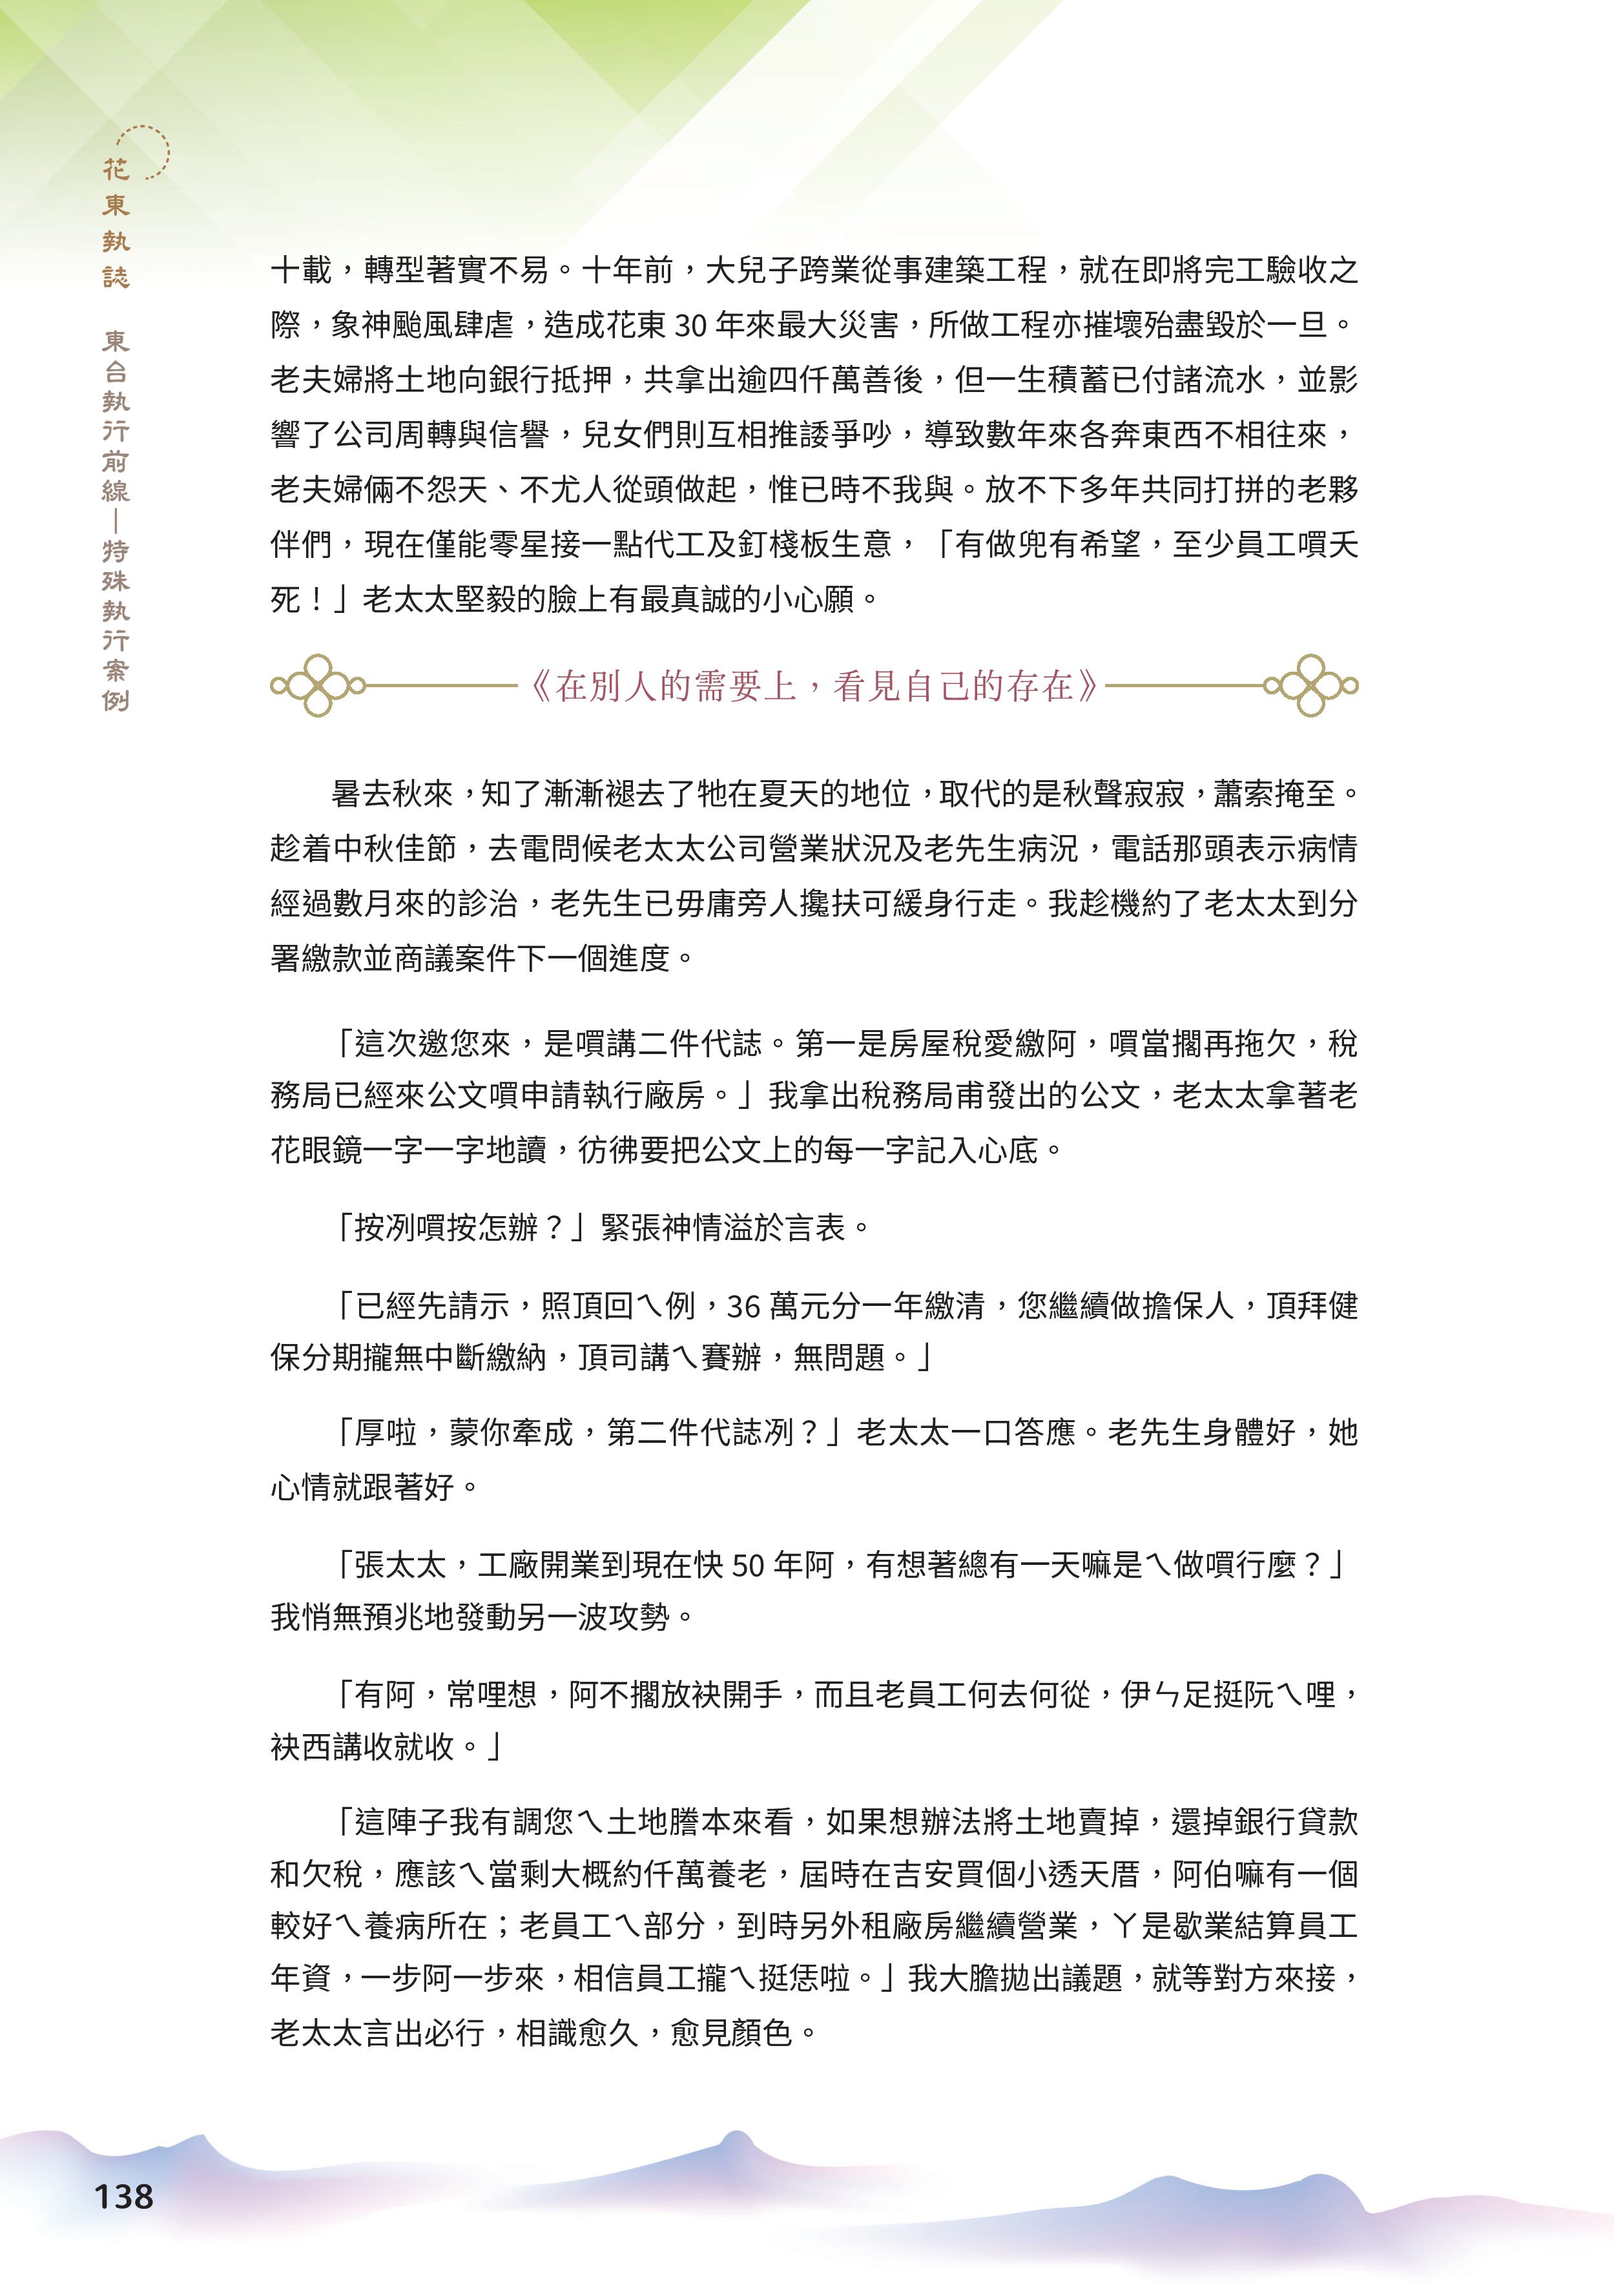 花東執誌 東台執行前線—特殊執行案例
十載，轉型著實不易。十年前，大兒子跨業從事建築工程，就在即將完工驗收之
際，象神颱風肆虐，造成花東 30 年來最大災害，所做工程亦摧壞殆盡毀於一旦。
老夫婦將土地向銀行抵押，共拿出逾四仟萬善後，但一生積蓄已付諸流水，並影
響了公司周轉與信譽，兒女們則互相推諉爭吵，導致數年來各奔東西不相往來，
老夫婦倆不怨天、不尤人從頭做起，惟已時不我與。放不下多年共同打拼的老夥
伴們，現在僅能零星接一點代工及釘棧板生意，「有做兜有希望，至少員工嘪夭
死！」老太太堅毅的臉上有最真誠的小心願。
《在別人的需要上，看見自己的存在》
暑去秋來，知了漸漸褪去了牠在夏天的地位，取代的是秋聲寂寂，蕭索掩至。
趁着中秋佳節，去電問候老太太公司營業狀況及老先生病況，電話那頭表示病情
經過數月來的診治，老先生已毋庸旁人攙扶可緩身行走。我趁機約了老太太到分
署繳款並商議案件下一個進度。
「這次邀您來，是嘪講二件代誌。第一是房屋稅愛繳阿，嘪當擱再拖欠，稅
務局已經來公文嘪申請執行廠房。」我拿出稅務局甫發出的公文，老太太拿著老
花眼鏡一字一字地讀，彷彿要把公文上的每一字記入心底。
「按冽嘪按怎辦？」緊張神情溢於言表。
「已經先請示，照頂回ㄟ例，36 萬元分一年繳清，您繼續做擔保人，頂拜健
保分期攏無中斷繳納，頂司講ㄟ賽辦，無問題。」
「厚啦，蒙你牽成，第二件代誌冽？」老太太一口答應。老先生身體好，她
心情就跟著好。
「張太太，工廠開業到現在快 50 年阿，有想著總有一天嘛是ㄟ做嘪行麼？」
我悄無預兆地發動另一波攻勢。
「有阿，常哩想，阿不擱放袂開手，而且老員工何去何從，伊ㄣ足挺阮ㄟ哩，
袂西講收就收。」
「這陣子我有調您ㄟ土地謄本來看，如果想辦法將土地賣掉，還掉銀行貸款
和欠稅，應該ㄟ當剩大概約仟萬養老，屆時在吉安買個小透天厝，阿伯嘛有一個
較好ㄟ養病所在；老員工ㄟ部分，到時另外租廠房繼續營業，ㄚ是歇業結算員工
年資，一步阿一步來，相信員工攏ㄟ挺恁啦。」我大膽拋出議題，就等對方來接，
老太太言出必行，相識愈久，愈見顏色。
138